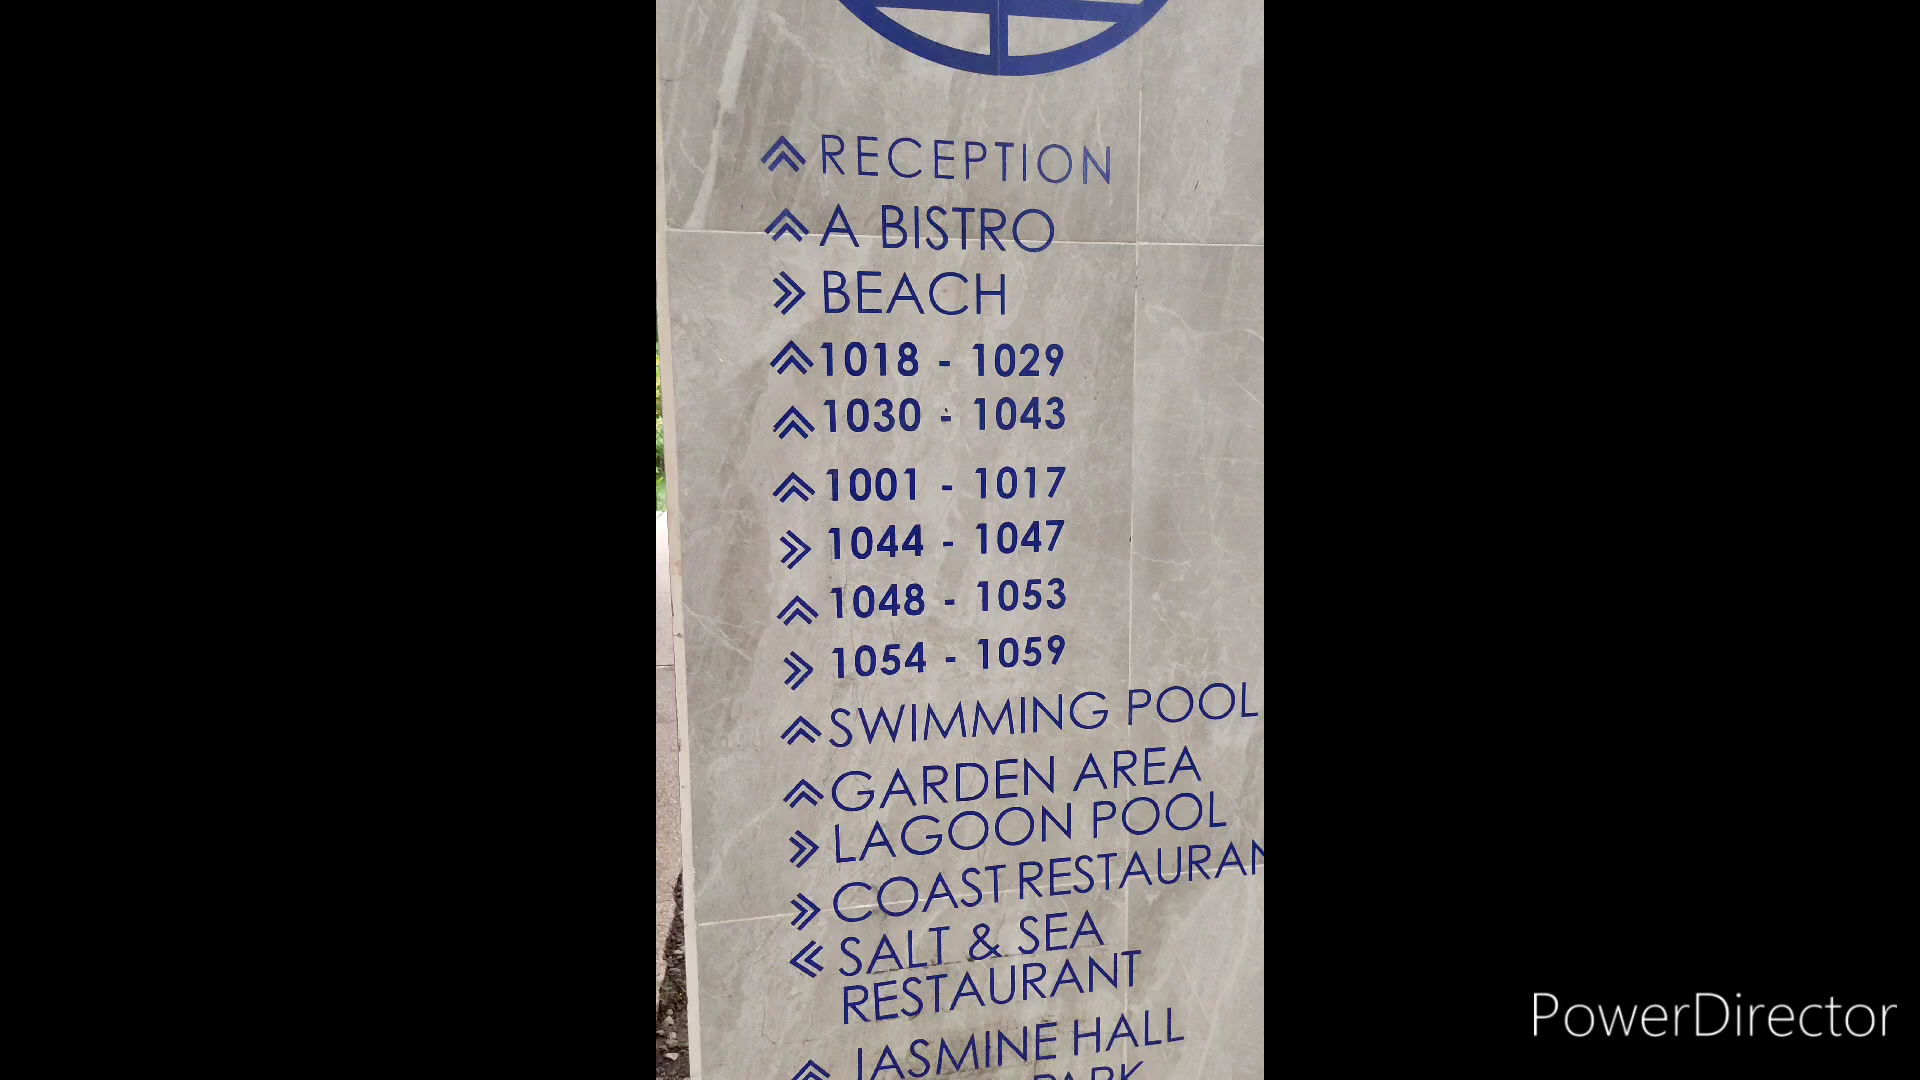 RECEPTION
A BISTRO
BEACH
1018 - 1029
1030 - 1043
1001 - 1017
1044 - 1047
1048 - 1053
1054 - 1059
SWIMMING POOL
GARDEN AREA
LAGOON POOL
COAST RESTAURAN
SALT & SEA
RESTAURANT
JASMINE HALL
PARK
PowerDirector